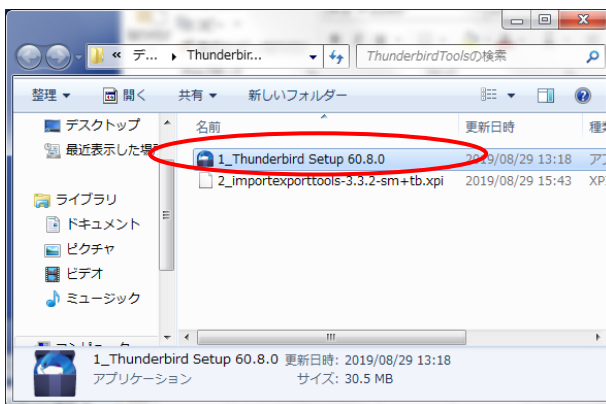 « デ... ▸ Thunderbir... ThunderbirdToolsの検索
整理 開く 共有 新しいフォルダー
デスクトップ
最近表示した場
ライブラリ
ドキュメント
ピクチャ
ビデオ
ミュージック
名前 更新日時 種
1_Thunderbird Setup 60.8.0 2019/08/29 13:18 ア
2_importexporttools-3.3.2-sm+tb.xpi 2019/08/29 15:43 XP
1_Thunderbird Setup 60.8.0 更新日時: 2019/08/29 13:18
アプリケーション サイズ: 30.5 MB